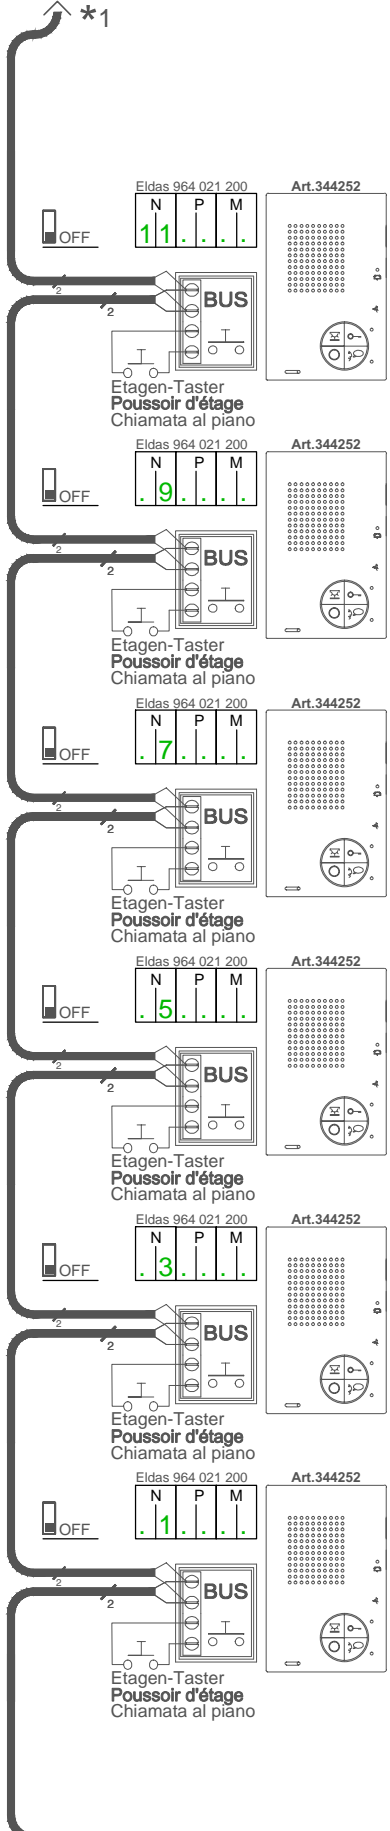 *1
Eldas 964 021 200 Art.344252
N P M
OFF 1 1 . . . .
2
BUS
2
Etagen-Taster
Poussoir d'étage
Chiamata al piano
Eldas 964 021 200 Art.344252
N P M
OFF . 9 . . . .
2
BUS
2
Etagen-Taster
Poussoir d'étage
Chiamata al piano
Eldas 964 021 200 Art.344252
N P M
OFF . 7 . . . .
2
BUS
2
Etagen-Taster
Poussoir d'étage
Chiamata al piano
Eldas 964 021 200 Art.344252
N P M
OFF . 5 . . . .
2
BUS
2
Etagen-Taster
Poussoir d'étage
Chiamata al piano
Eldas 964 021 200 Art.344252
N P M
OFF . 3 . . . .
2
BUS
2
Etagen-Taster
Poussoir d'étage
Chiamata al piano
Eldas 964 021 200 Art.344252
N P M
OFF . 1 . . . .
2
BUS
2
Etagen-Taster
Poussoir d'étage
Chiamata al piano